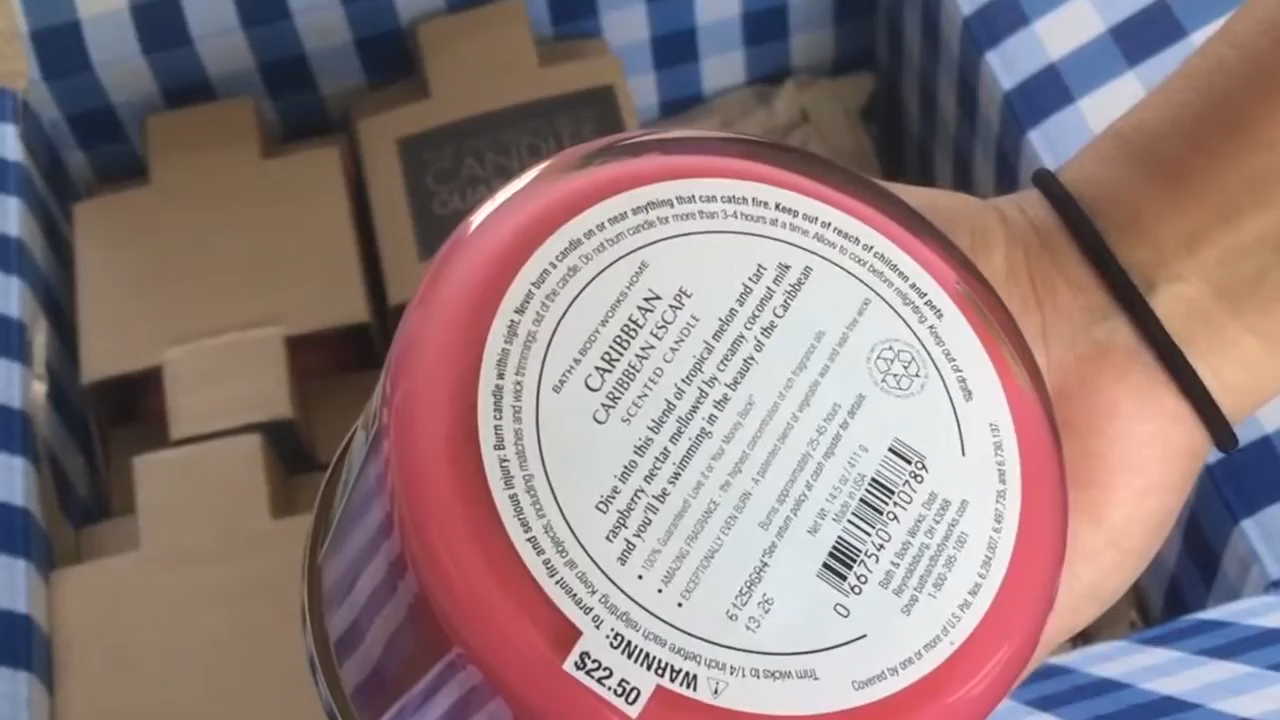 CANDLE
To prevent fire and serious injury: Burn candle within sight. Never burn a candle on or near anything that can catch fire. Keep out of reach of children and pets.
WARNING:
Trim wicks to 1/4 inch before each relighting. Keep all objects, including matches and wick trimmings, out of the candle. Do not burn candle for more than 3-4 hours at a time. Allow to cool before relighting. Keep out of drafts
BATH & BODY WORKS HOME
CARIBBEAN
CARIBBEAN ESCAPE
SCENTED CANDLE
Dive into this blend of tropical melon and tart
raspberry nectar mellowed by creamy coconut milk
and you'll be swimming in the beauty of the Caribbean
• 100% Guaranteed! Love it or Your Money Back!*
• AMAZING FRAGRANCE - the highest concentration of rich fragrance oils
• EXCEPTIONALLY EVEN BURN - A patented blend of vegetable wax and lead-free wicks
Burns approximately 25-45 hours
*See return policy at cash register for details.
Net Wt. 14.5 oz / 411 g
Made in USA
6125A6A4
13:26
0 667540 910789
Bath & Body Works, Distr.
Reynoldsburg, OH 43068
Shop bathandbodyworks.com
1-800-395-1001
Covered by one or more of U.S. Pat. Nos. 6,284,007, 6,497,735, and 6,730,137.
$22.50